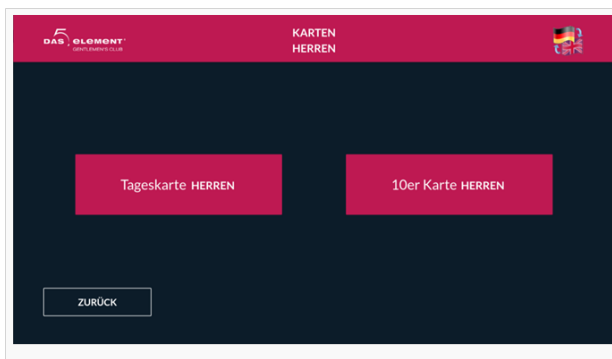 5
DAS ELEMENT
GENTLEMEN'S CLUB
KARTEN
HERREN
Tageskarte HERREN
10er Karte HERREN
ZURÜCK